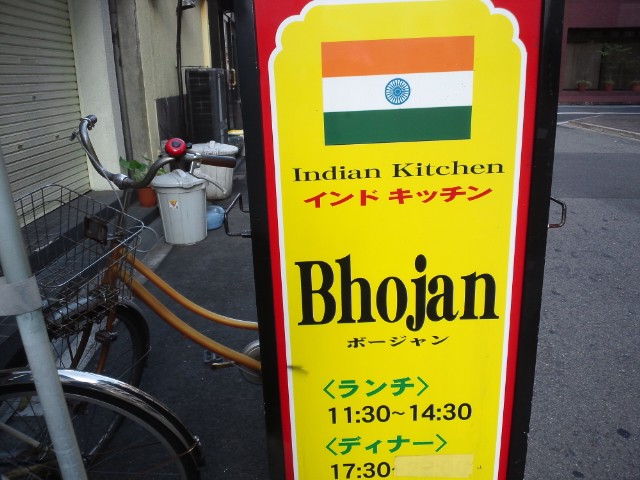 Indian Kitchen
インド キッチン
Bhojan
ボージャン
〈ランチ〉
11:30~14:30
〈ディナー〉
17:30~